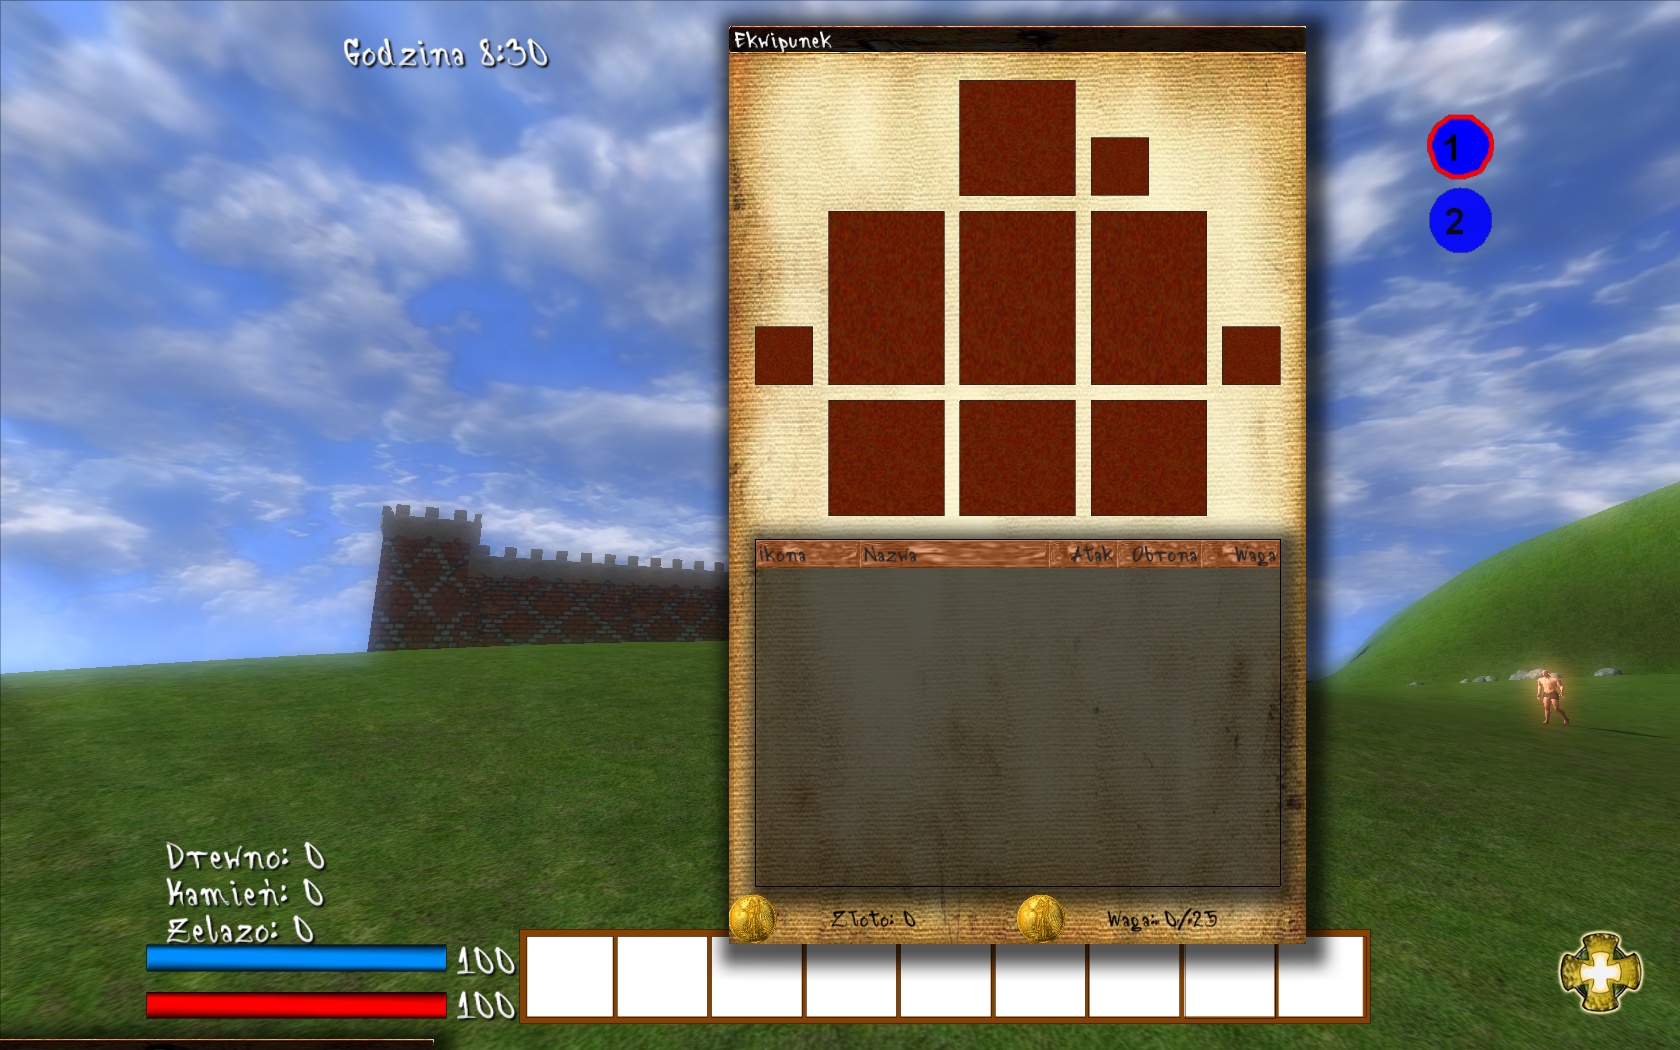 Godzina 8:30
Ekwipunek
1
2
Ikona Nazwa Atak Obrona Waga
Drewno: 0
Kamień: 0
Żelazo: 0
Złoto: 0 Waga: 0/25
100
100